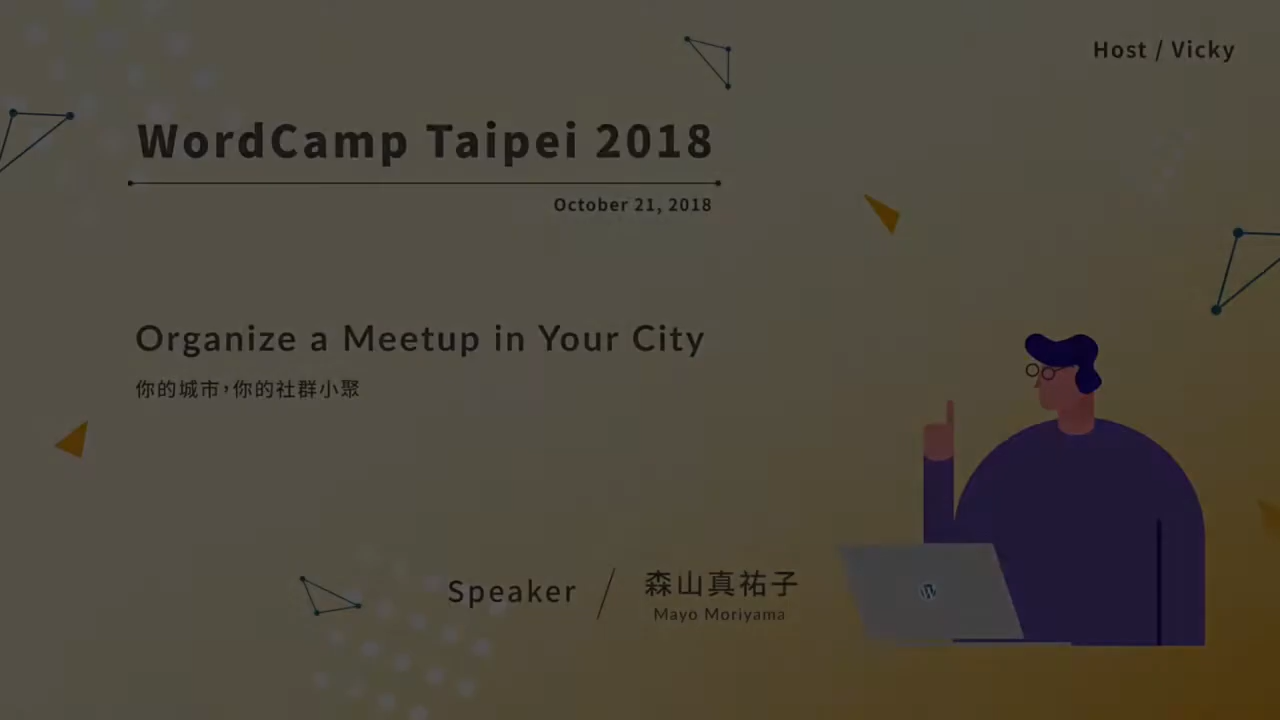 Host / Vicky
WordCamp Taipei 2018
October 21, 2018
Organize a Meetup in Your City
你的城市，你的社群小聚
Speaker / 森山真祐子
Mayo Moriyama